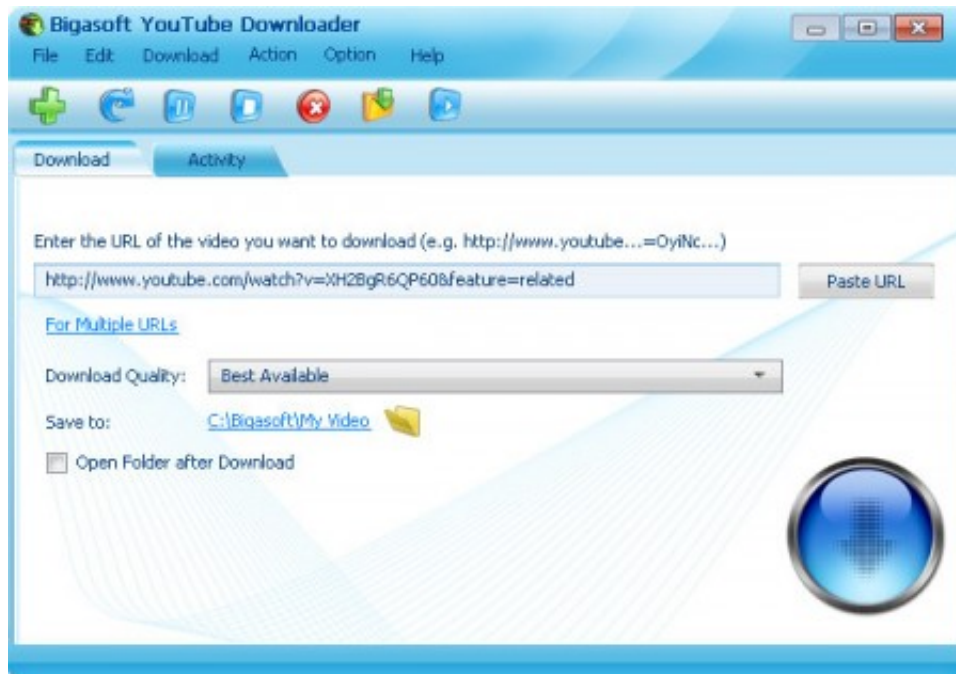 Bigasoft YouTube Downloader
File Edit Download Action Option Help
Download Activity
Enter the URL of the video you want to download (e.g. http://www.youtube...=OyiNc...)
http://www.youtube.com/watch?v=XH2BgR6QP60&feature=related Paste URL
For Multiple URLs
Download Quality: Best Available
Save to: C:\Bigasoft\My Video
Open Folder after Download